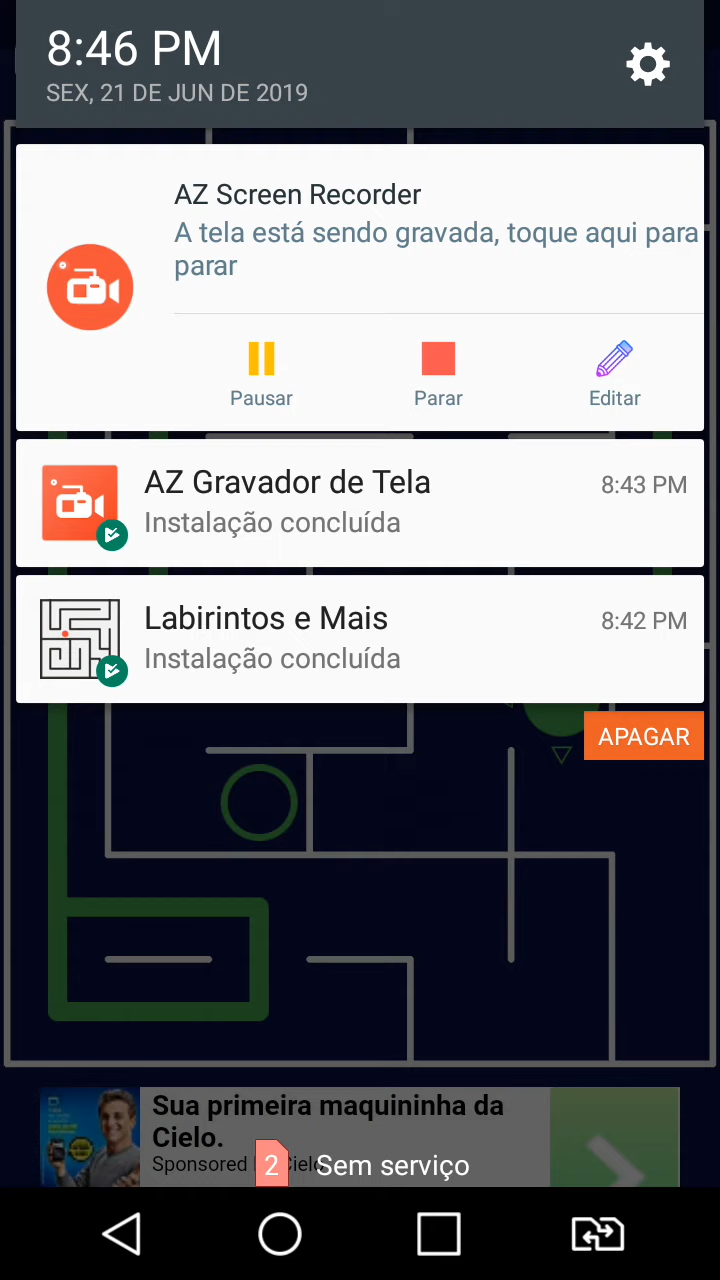 8:46 PM
SEX, 21 DE JUN DE 2019
AZ Screen Recorder
A tela está sendo gravada, toque aqui para
parar
Pausar
Parar
Editar
AZ Gravador de Tela
8:43 PM
Instalação concluída
Labirintos e Mais
8:42 PM
Instalação concluída
APAGAR
Sua primeira maquininha da
Cielo.
Sponsored
2
Sem serviço